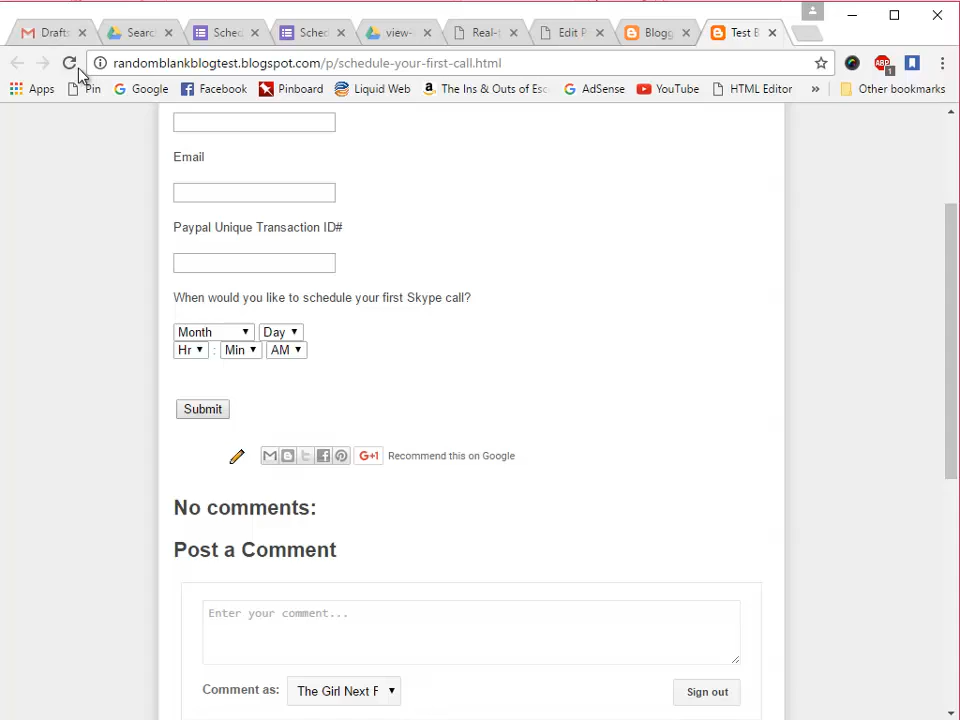 Drafts
Searc
Sched
Sched
view-
Real-t
Edit P
Blogg
Test B
randomblankblogtest.blogspot.com/p/schedule-your-first-call.html
ABP
1
Apps
Pin
Google
Facebook
Pinboard
Liquid Web
The Ins & Outs of Esc
AdSense
YouTube
HTML Editor
»
Other bookmarks
Email
Paypal Unique Transaction ID#
When would you like to schedule your first Skype call?
Month Day
Hr : Min AM
Submit
G+1 Recommend this on Google
No comments:
Post a Comment
Enter your comment...
Comment as: The Girl Next F Sign out